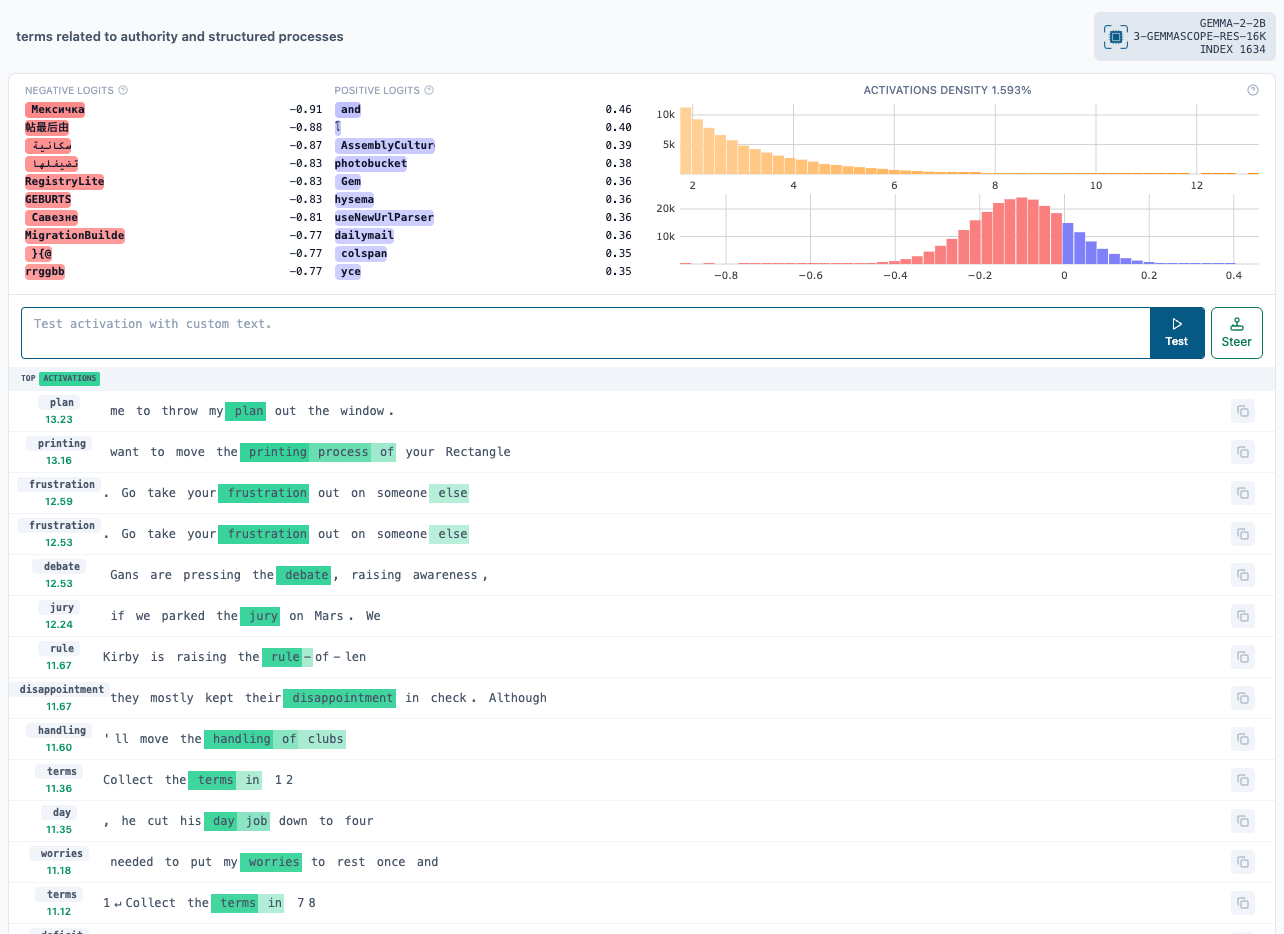 terms related to authority and structured processes
GEMMA-2-2B
3-GEMMASCOPE-RES-16K
INDEX 1634
NEGATIVE LOGITS
Мексичка −0.91
帖最后由 −0.88
سكانية −0.87
تضيفلها −0.83
RegistryLite −0.83
GEBURTS −0.83
Савезне −0.81
MigrationBuilde −0.77
}{@ −0.77
rrggbb −0.77
POSITIVE LOGITS
and 0.46
0.40
AssemblyCultur 0.39
photobucket 0.38
Gem 0.36
hysema 0.36
useNewUrlParser 0.36
dailymail 0.36
colspan 0.35
yce 0.35
ACTIVATIONS DENSITY 1.593%
10k
5k
2 4 6 8 10 12
20k
10k
−0.8 −0.6 −0.4 −0.2 0 0.2 0.4
Test activation with custom text.
Test
Steer
TOP ACTIVATIONS
plan
13.23
me to throw my plan out the window.
printing
13.16
want to move the printing process of your Rectangle
frustration
12.59
. Go take your frustration out on someone else
frustration
12.53
. Go take your frustration out on someone else
debate
12.53
Gans are pressing the debate, raising awareness,
jury
12.24
if we parked the jury on Mars. We
rule
11.67
Kirby is raising the rule-of-len
disappointment
11.67
they mostly kept their disappointment in check. Although
handling
11.60
'll move the handling of clubs
terms
11.36
Collect the terms in 12
day
11.35
, he cut his day job down to four
worries
11.18
needed to put my worries to rest once and
terms
11.12
1↵Collect the terms in 78